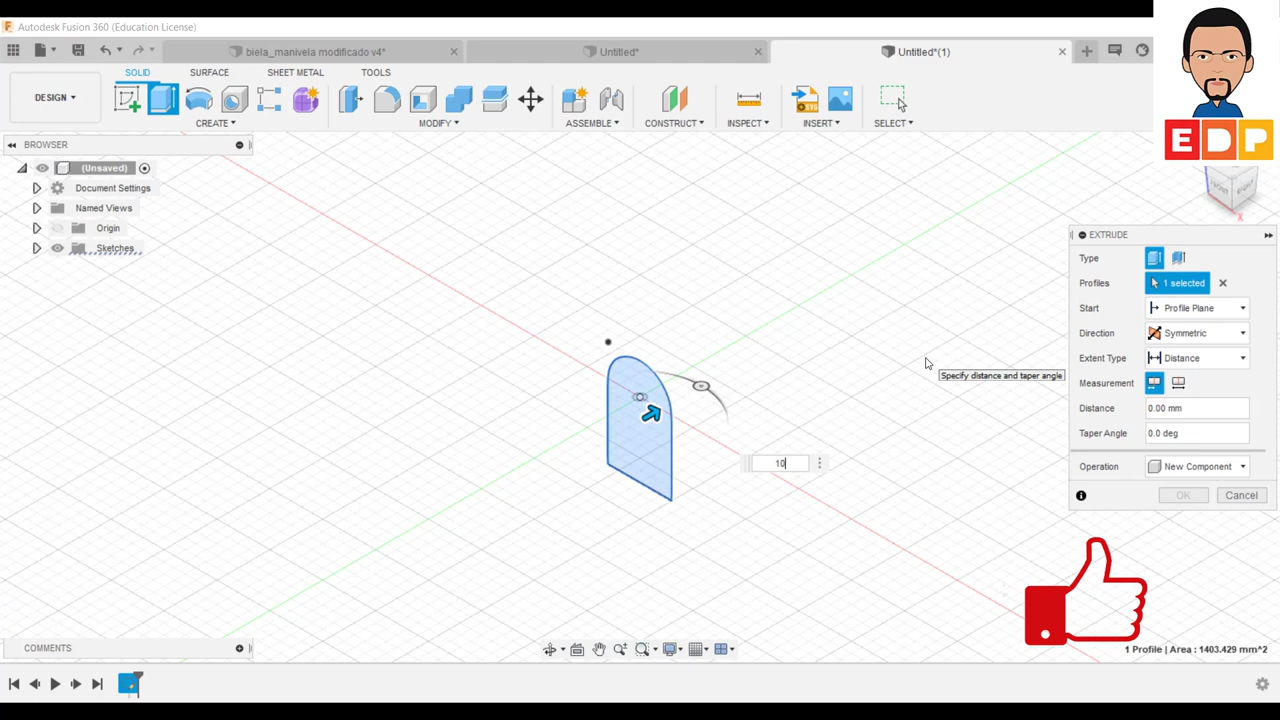 Autodesk Fusion 360 (Education License)
biela_manivela modificado v4*
Untitled*
Untitled*(1)
DESIGN
SOLID
SURFACE
SHEET METAL
TOOLS
CREATE
MODIFY
ASSEMBLE
CONSTRUCT
INSPECT
INSERT
SELECT
EDP
BROWSER
(Unsaved)
Document Settings
Named Views
Origin
Sketches
FRONT
RIGHT
X
EXTRUDE
Type
Profiles
1 selected
Start
Profile Plane
Direction
Symmetric
Extent Type
Distance
Specify distance and taper angle
Measurement
Distance
0.00 mm
Taper Angle
0.0 deg
10
Operation
New Component
OK
Cancel
COMMENTS
1 Profile | Area : 1403.429 mm^2